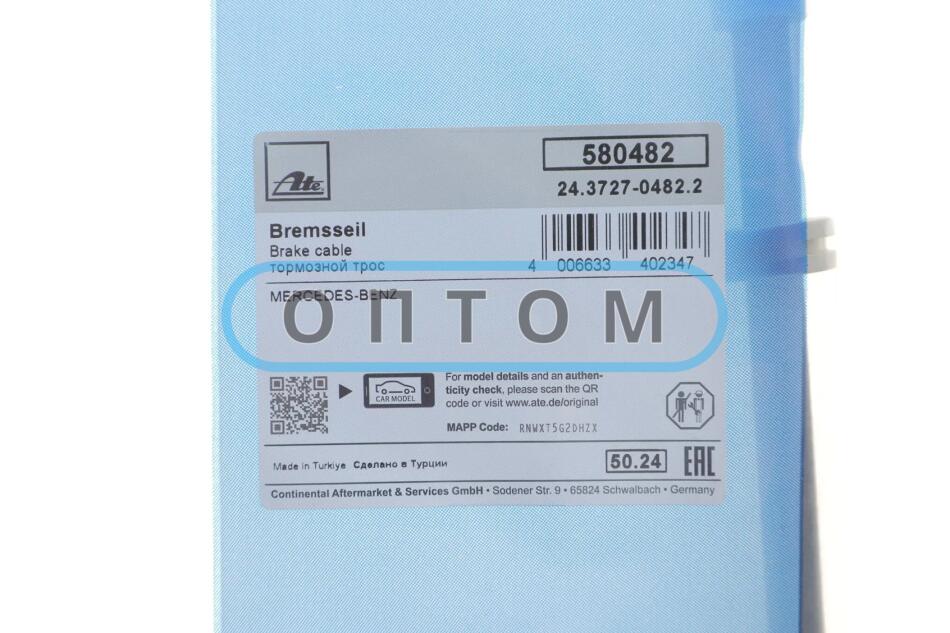 Ate
580482
24.3727-0482.2
Bremsseil
Brake cable
тормозной трос
4 006633 402347
MERCEDES-BENZ
ОПТОМ
CAR MODEL
For model details and an authen-
ticity check, please scan the QR
code or visit www.ate.de/original
MAPP Code: RNWXT5G2DHZX
Made in Turkiye Сделано в Турции
50.24
EAC
Continental Aftermarket & Services GmbH • Sodener Str. 9 • 65824 Schwalbach • Germany